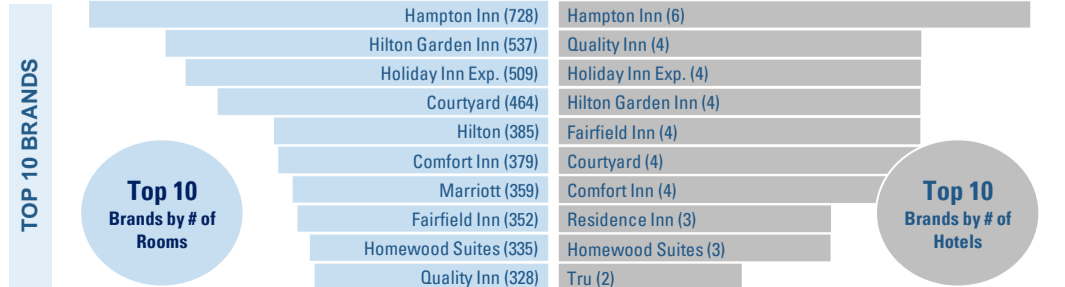 TOP 10 BRANDS
Hampton Inn (728)
Hilton Garden Inn (537)
Holiday Inn Exp. (509)
Courtyard (464)
Hilton (385)
Comfort Inn (379)
Marriott (359)
Fairfield Inn (352)
Homewood Suites (335)
Quality Inn (328)
Top 10
Brands by # of
Rooms
Hampton Inn (6)
Quality Inn (4)
Holiday Inn Exp. (4)
Hilton Garden Inn (4)
Fairfield Inn (4)
Courtyard (4)
Comfort Inn (4)
Residence Inn (3)
Homewood Suites (3)
Tru (2)
Top 10
Brands by # of
Hotels